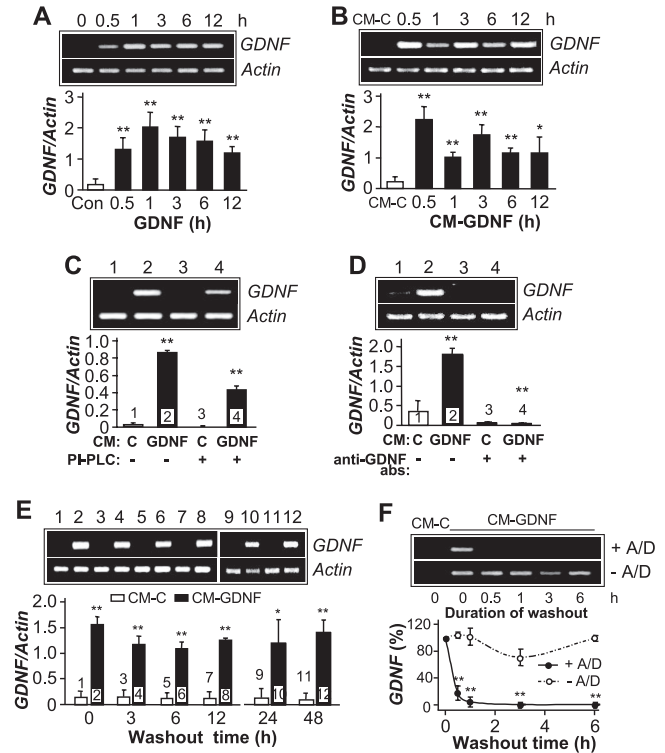 A
0 0.5 1 3 6 12 h
GDNF
Actin
GDNF/Actin
3
2
1
0
** ** ** ** **
Con 0.5 1 3 6 12
GDNF (h)
B
CM-C 0.5 1 3 6 12 h
GDNF
Actin
GDNF/Actin
3
2
1
0
** ** ** ** *
CM-C 0.5 1 3 6 12
CM-GDNF (h)
C
1 2 3 4
GDNF
Actin
GDNF/Actin
1.0
0.8
0.6
0.4
0.2
0
** **
1 2 3 4
CM: C GDNF C GDNF
PI-PLC: - - + +
D
1 2 3 4
GDNF
Actin
GDNF/Actin
2.0
1.5
1.0
0.5
0
** **
1 2 3 4
CM: C GDNF C GDNF
anti-GDNF - - + +
abs:
E
1 2 3 4 5 6 7 8 9 10 11 12
GDNF
Actin
CM-C CM-GDNF
GDNF/Actin
2.0
1.5
1.0
0.5
0.0
** ** ** ** * **
1 2 3 4 5 6 7 8 9 10 11 12
0 3 6 12 24 48
Washout time (h)
F
CM-C CM-GDNF
+ A/D
- A/D
0 0 0.5 1 3 6 h
Duration of washout
GDNF (%)
120
80
40
0
+ A/D
- A/D
** ** ** **
0 2 4 6
Washout time (h)